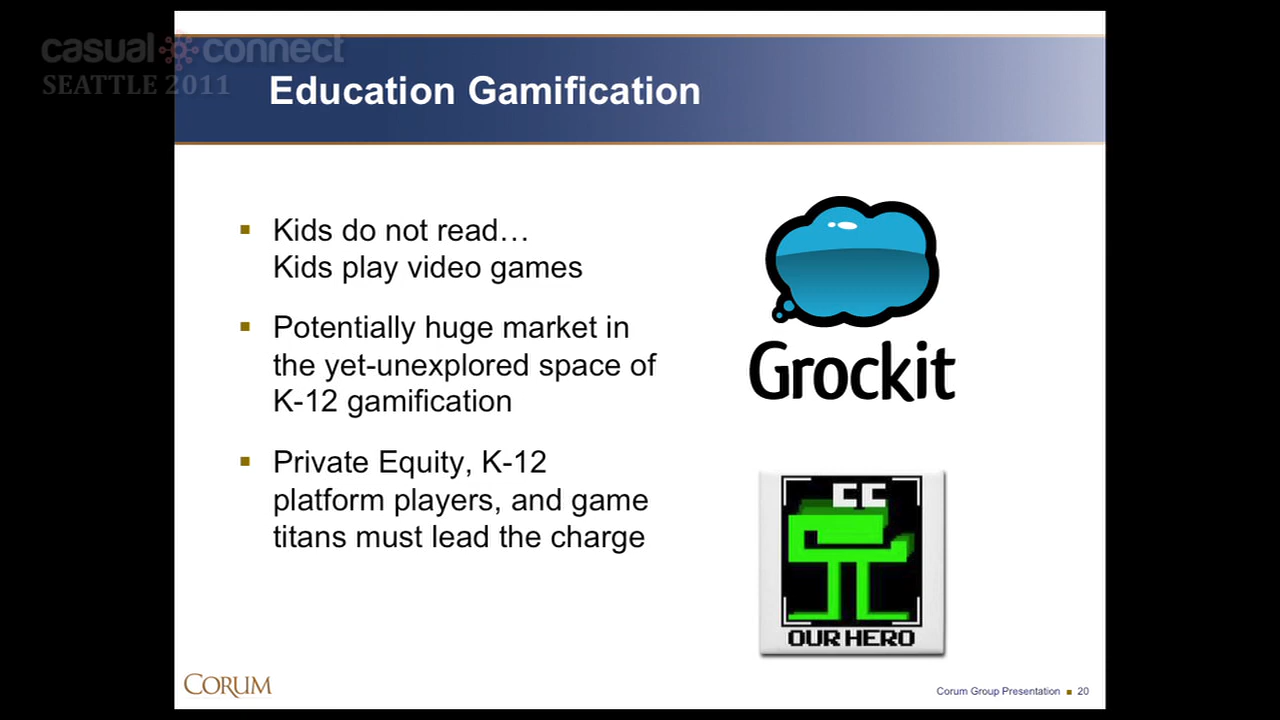 casual connect
SEATTLE 2011
Education Gamification
Kids do not read…
Kids play video games
Potentially huge market in
the yet-unexplored space of
K-12 gamification
Private Equity, K-12
platform players, and game
titans must lead the charge
Grockit
OUR HERO
CORUM
Corum Group Presentation ■ 20